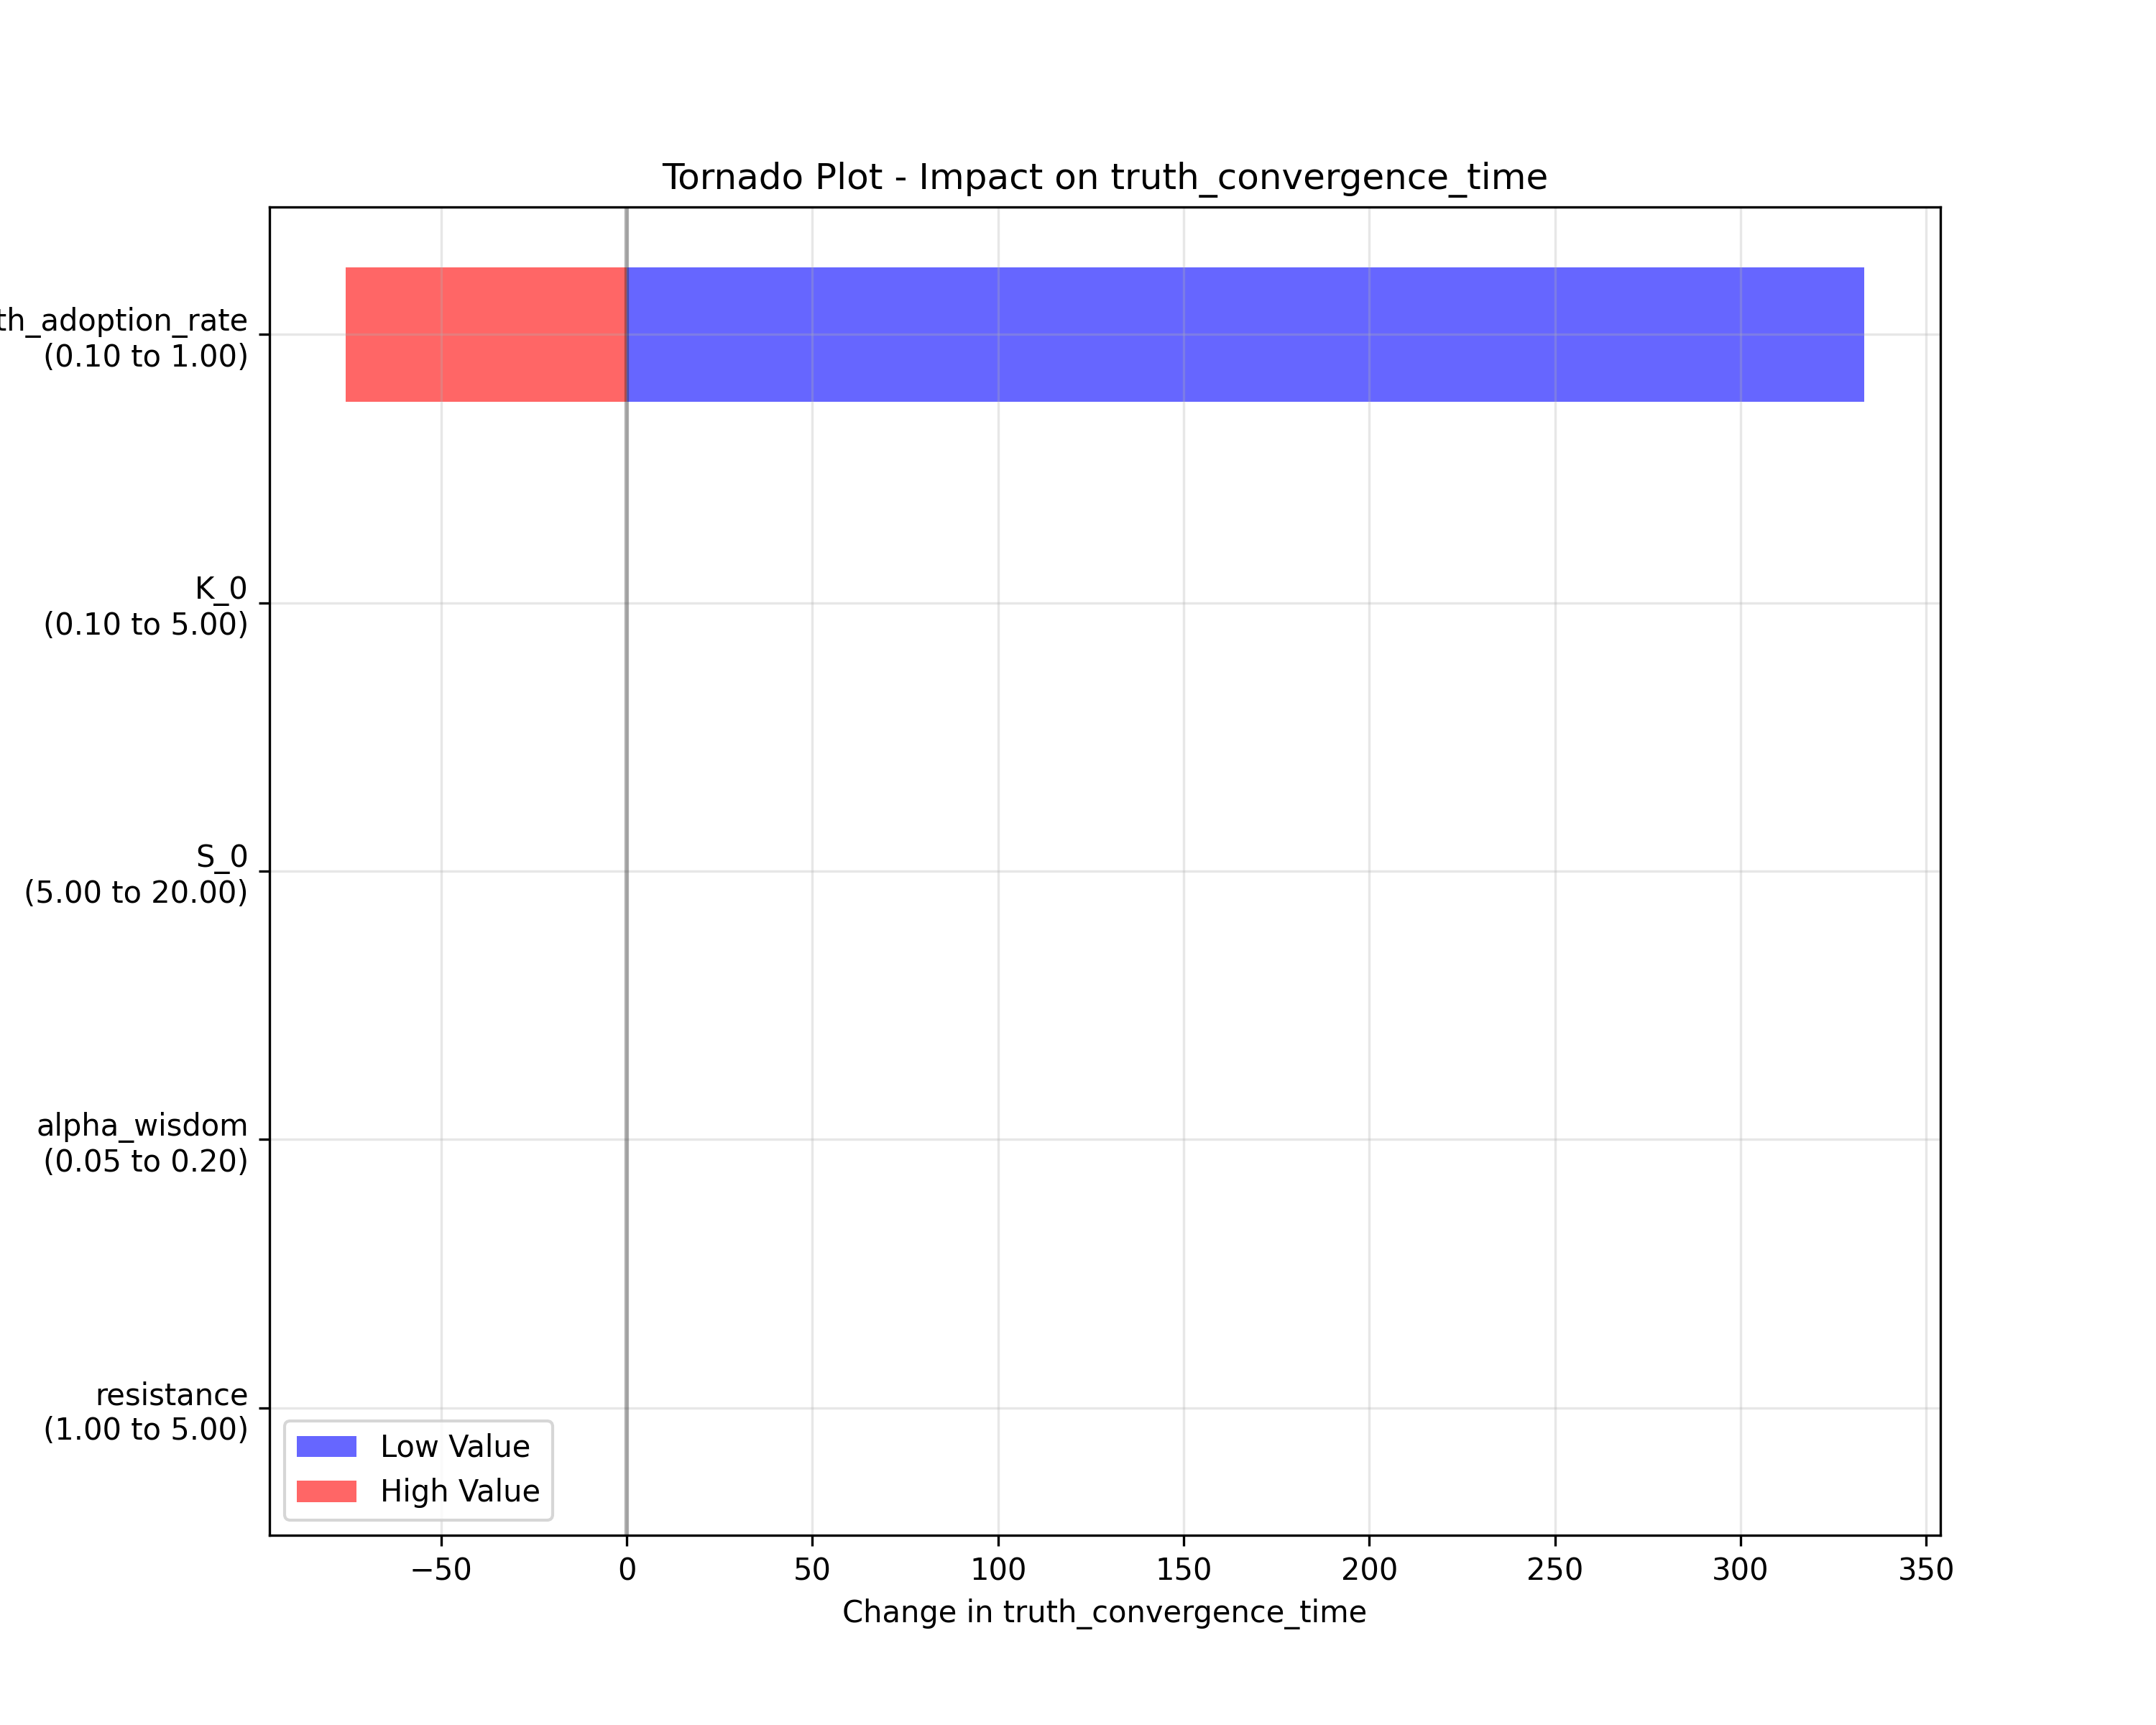 Tornado Plot - Impact on truth_convergence_time
th_adoption_rate
(0.10 to 1.00)
K_0
(0.10 to 5.00)
S_0
(5.00 to 20.00)
alpha_wisdom
(0.05 to 0.20)
resistance
(1.00 to 5.00)
Low Value
High Value
−50 0 50 100 150 200 250 300 350
Change in truth_convergence_time